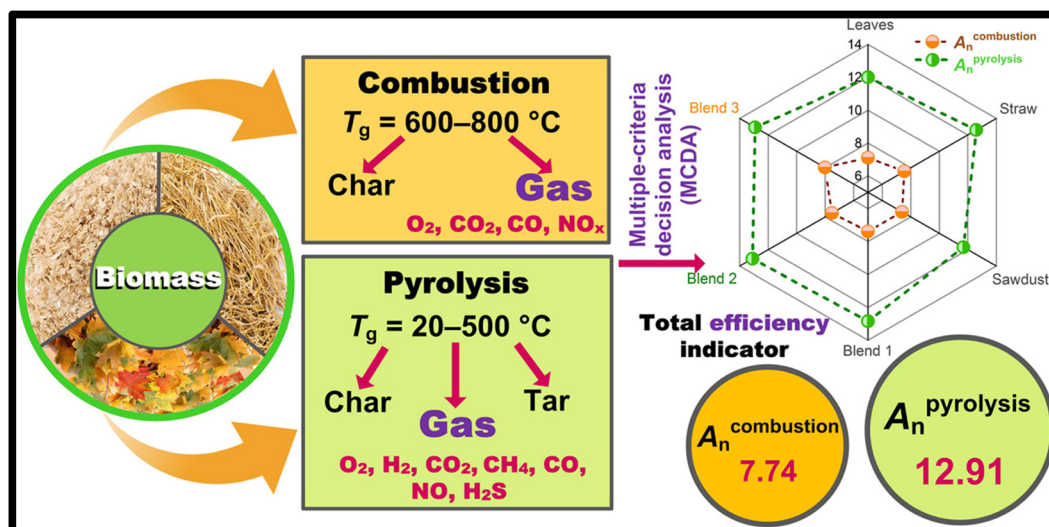 Biomass
Combustion
Tg = 600–800 °C
Char
Gas
O₂, CO₂, CO, NOₓ
Pyrolysis
Tg = 20–500 °C
Char
Gas
Tar
O₂, H₂, CO₂, CH₄, CO,
NO, H₂S
Multiple-criteria
decision analysis
(MCDA)
Leaves
14
12
10
8
6
Aₙ combustion
Aₙ pyrolysis
Straw
Sawdust
Blend 1
Blend 2
Blend 3
Total efficiency
indicator
Aₙ combustion
7.74
Aₙ pyrolysis
12.91